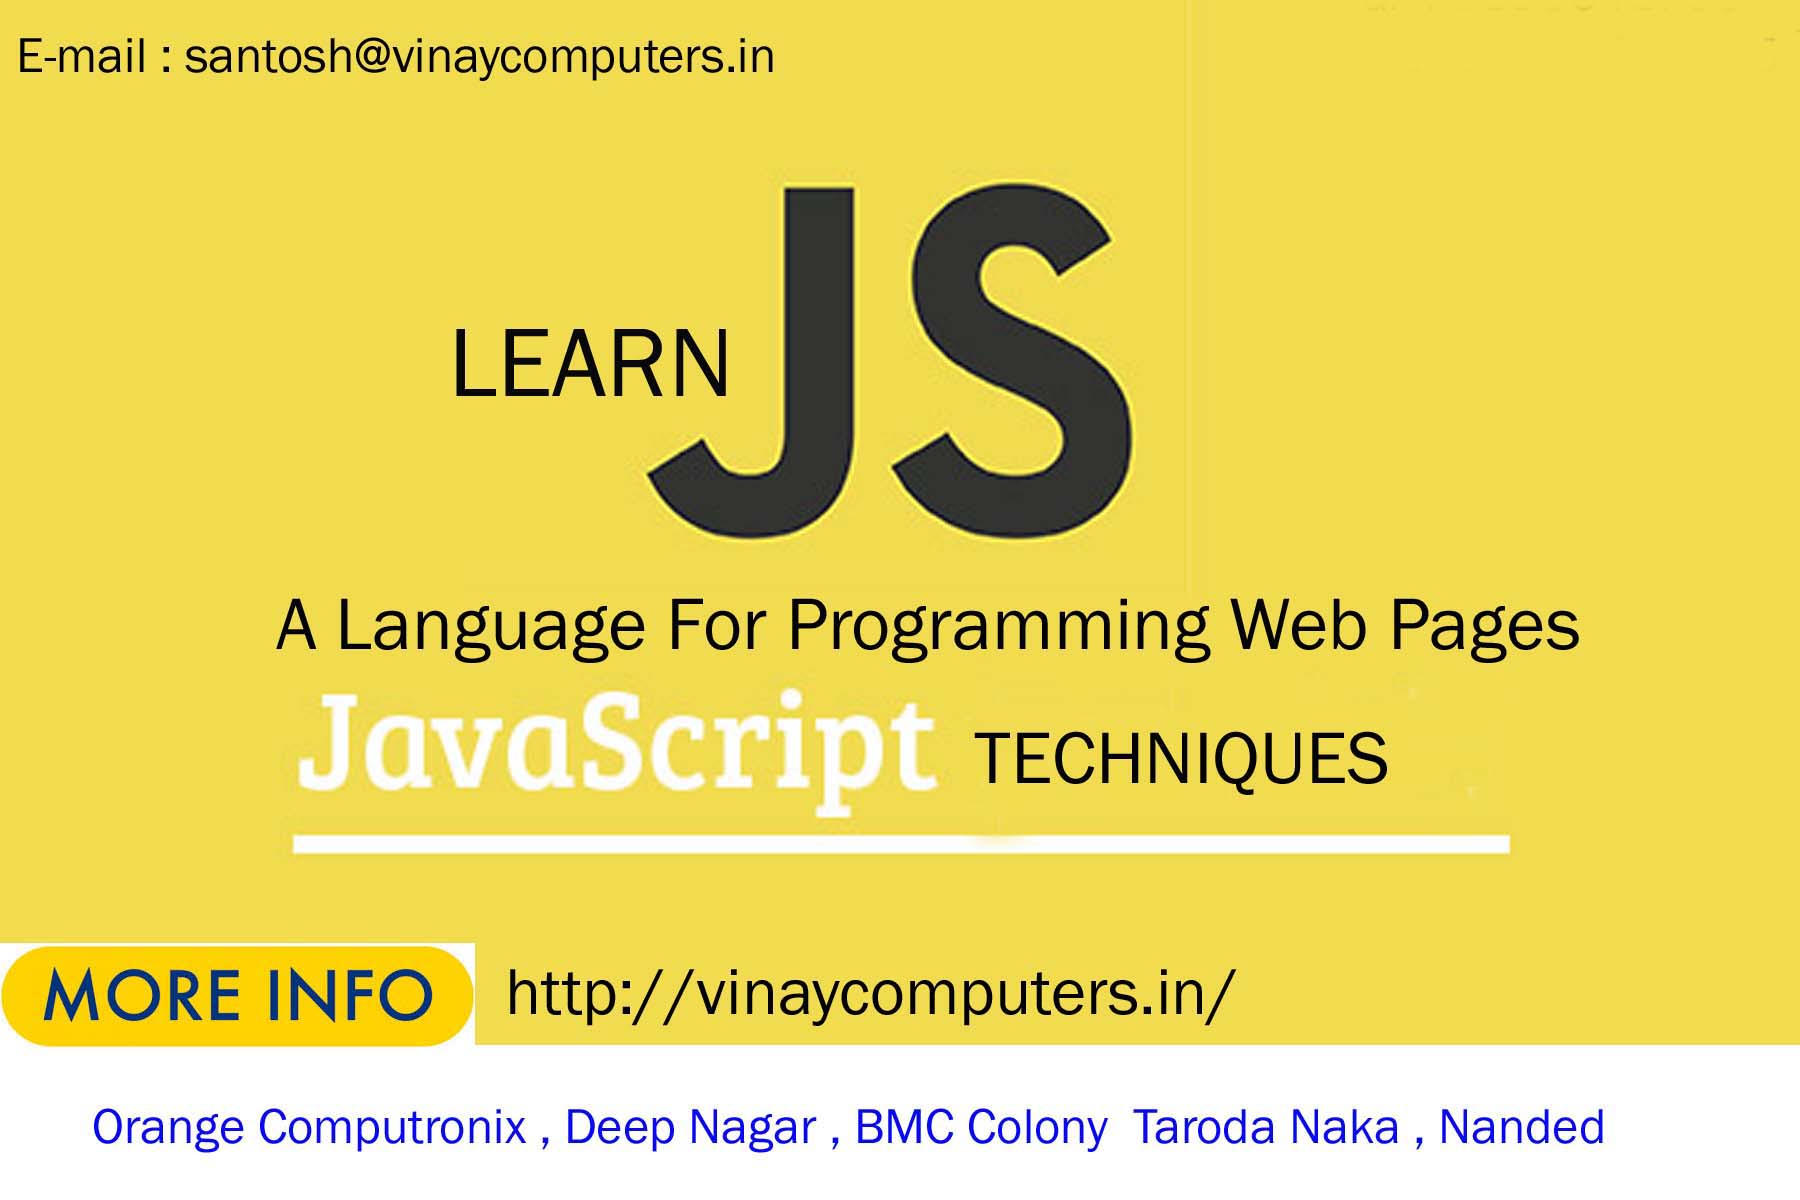 E-mail : santosh@vinaycomputers.in
LEARN JS
A Language For Programming Web Pages
JavaScript TECHNIQUES
MORE INFO http://vinaycomputers.in/
Orange Computronix , Deep Nagar , BMC Colony  Taroda Naka , Nanded